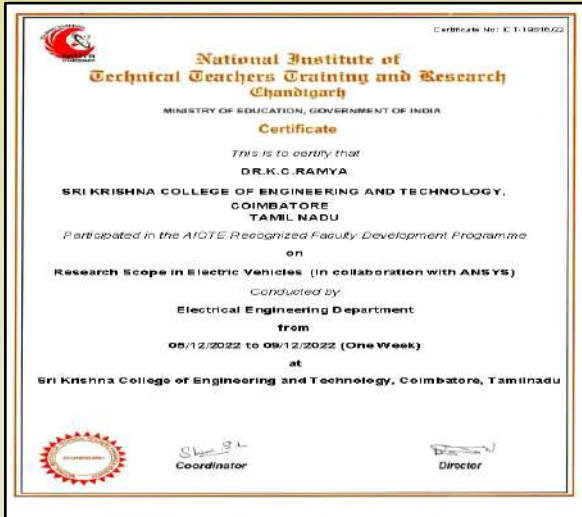 Certificate No: ICT-19816/22
National Institute of
Technical Teachers Training and Research
Chandigarh
MINISTRY OF EDUCATION, GOVERNMENT OF INDIA
Certificate
This is to certify that
DR.K.C.RAMYA
SRI KRISHNA COLLEGE OF ENGINEERING AND TECHNOLOGY,
COIMBATORE
TAMIL NADU
Participated in the AICTE Recognized Faculty Development Programme
on
Research Scope in Electric Vehicles (In collaboration with ANSYS)
Conducted by
Electrical Engineering Department
from
05/12/2022 to 09/12/2022 (One Week)
at
Sri Krishna College of Engineering and Technology, Coimbatore, Tamilnadu
Coordinator
Director